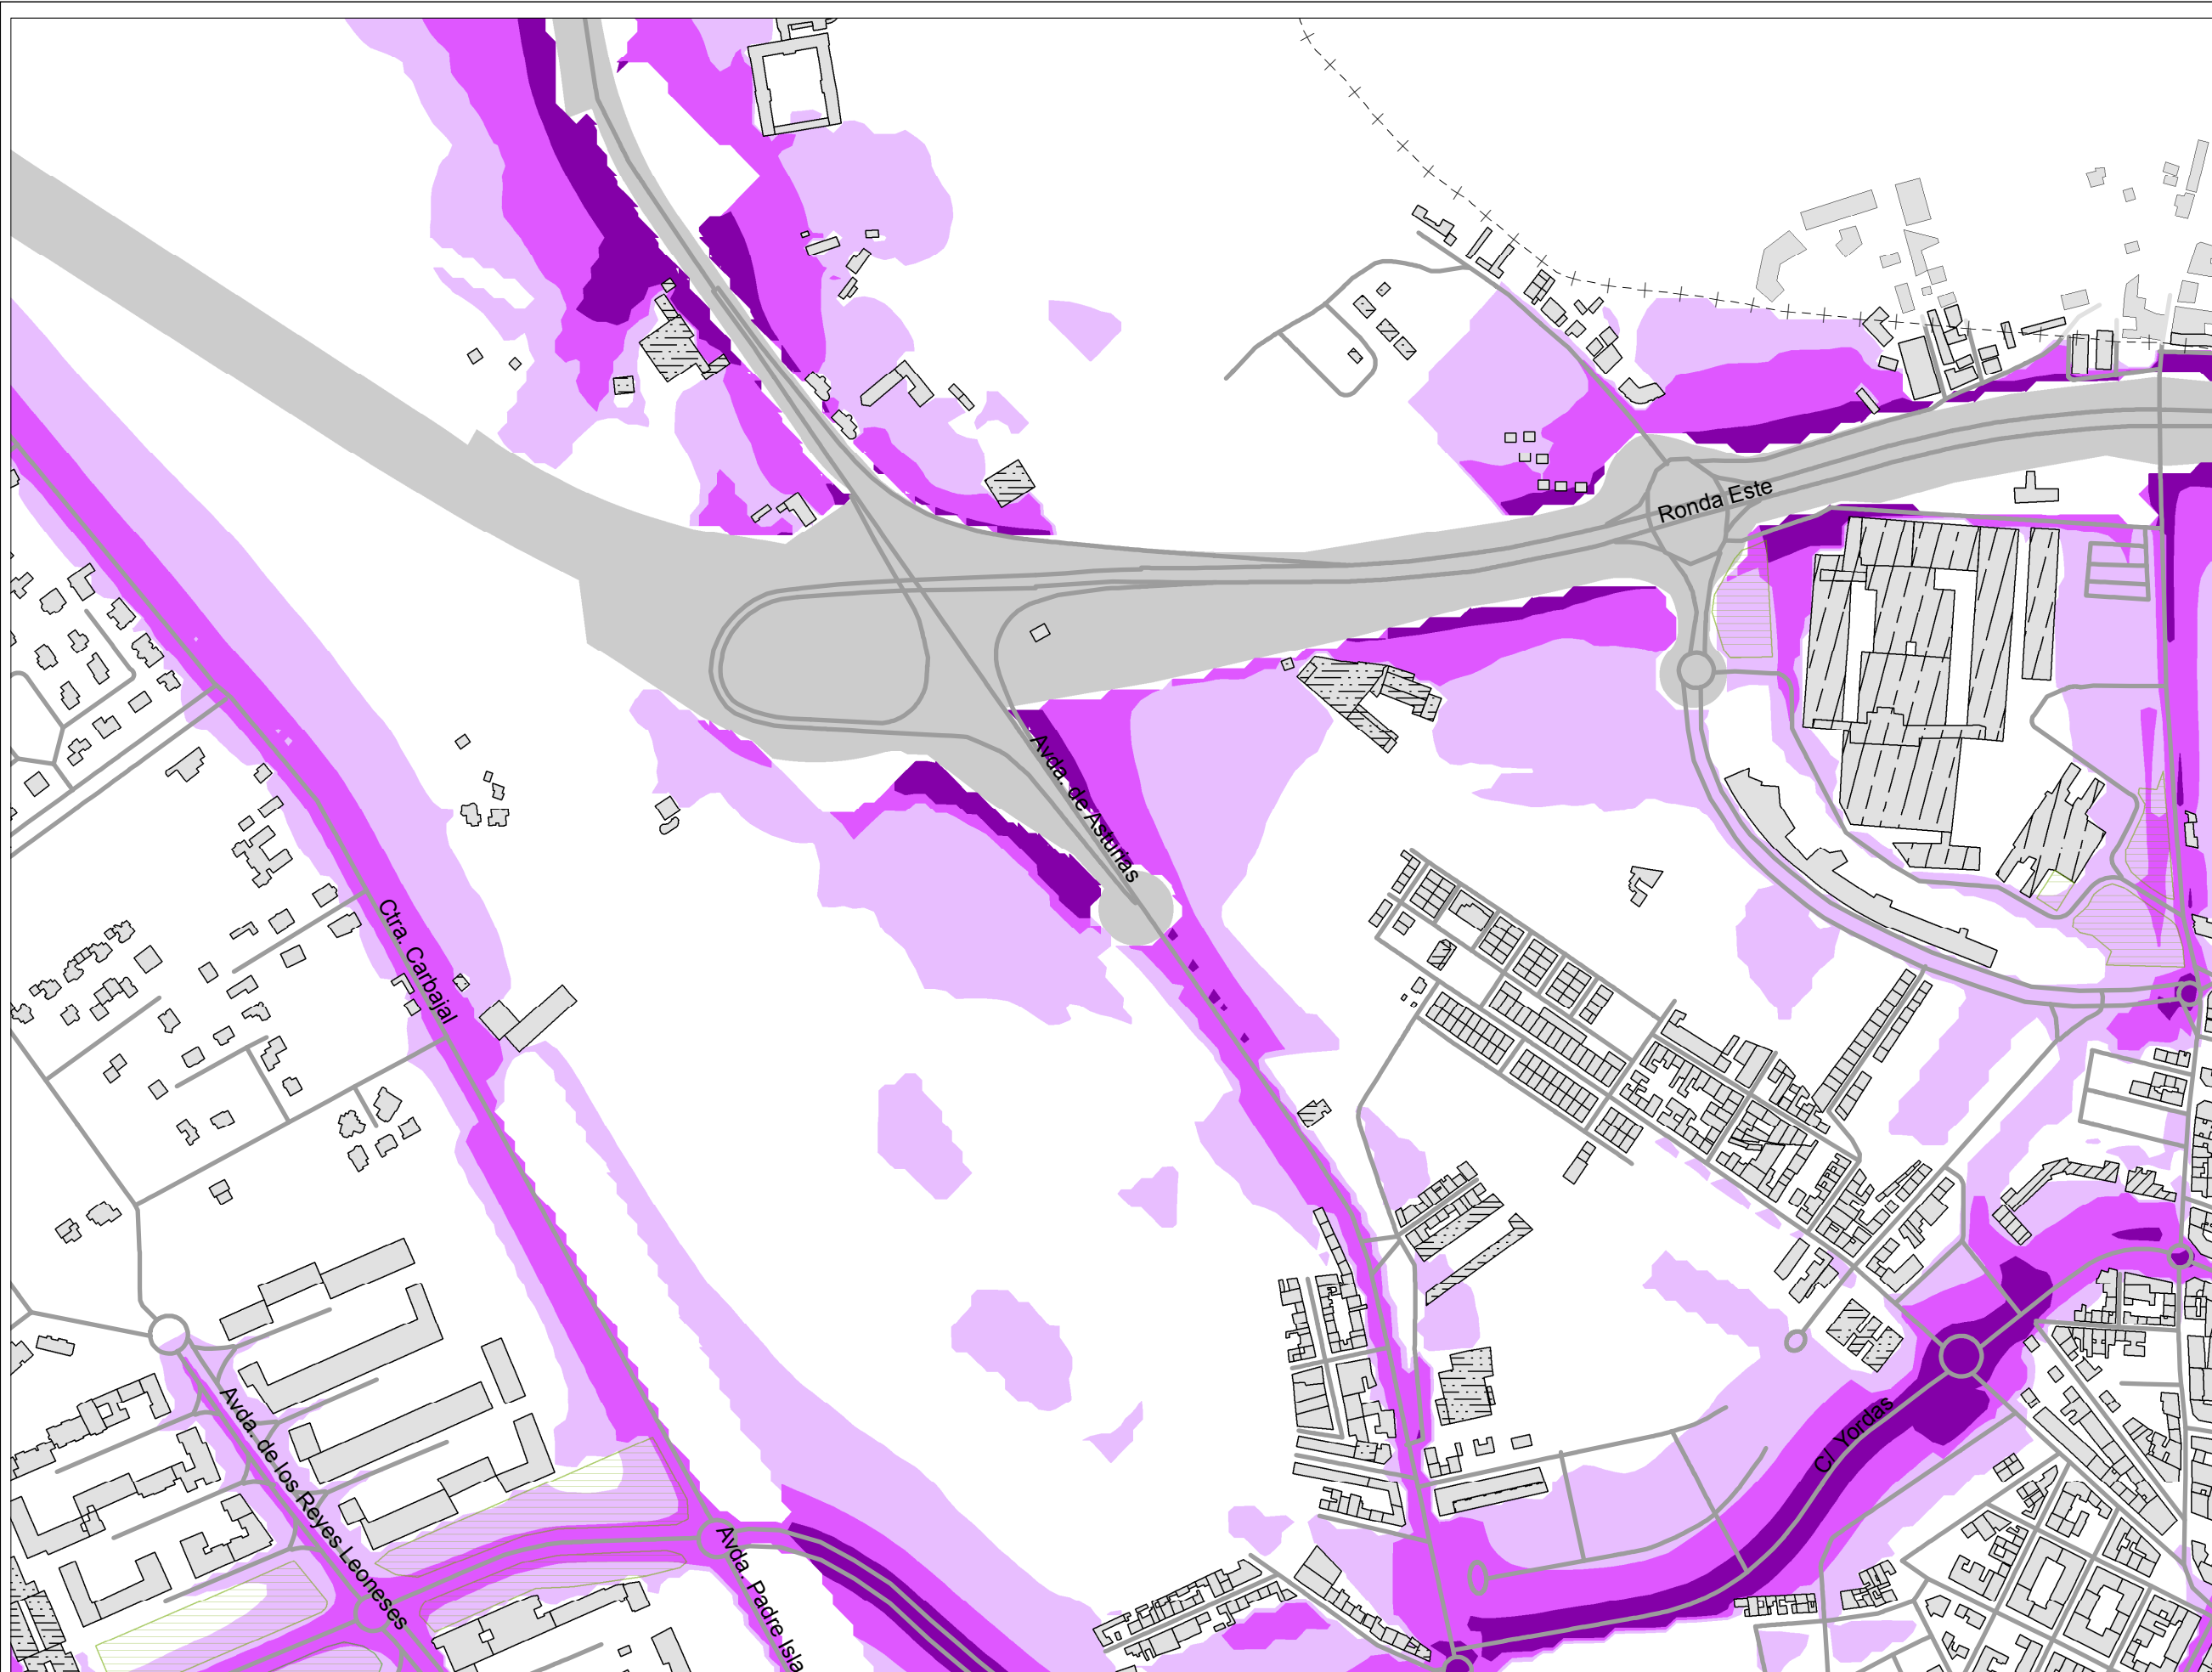 Ronda Este
Avda. de Asturias
Ctra. Carbajal
C/. Yordas
Avda. de los Reyes Leoneses
Avda. Padre Isla